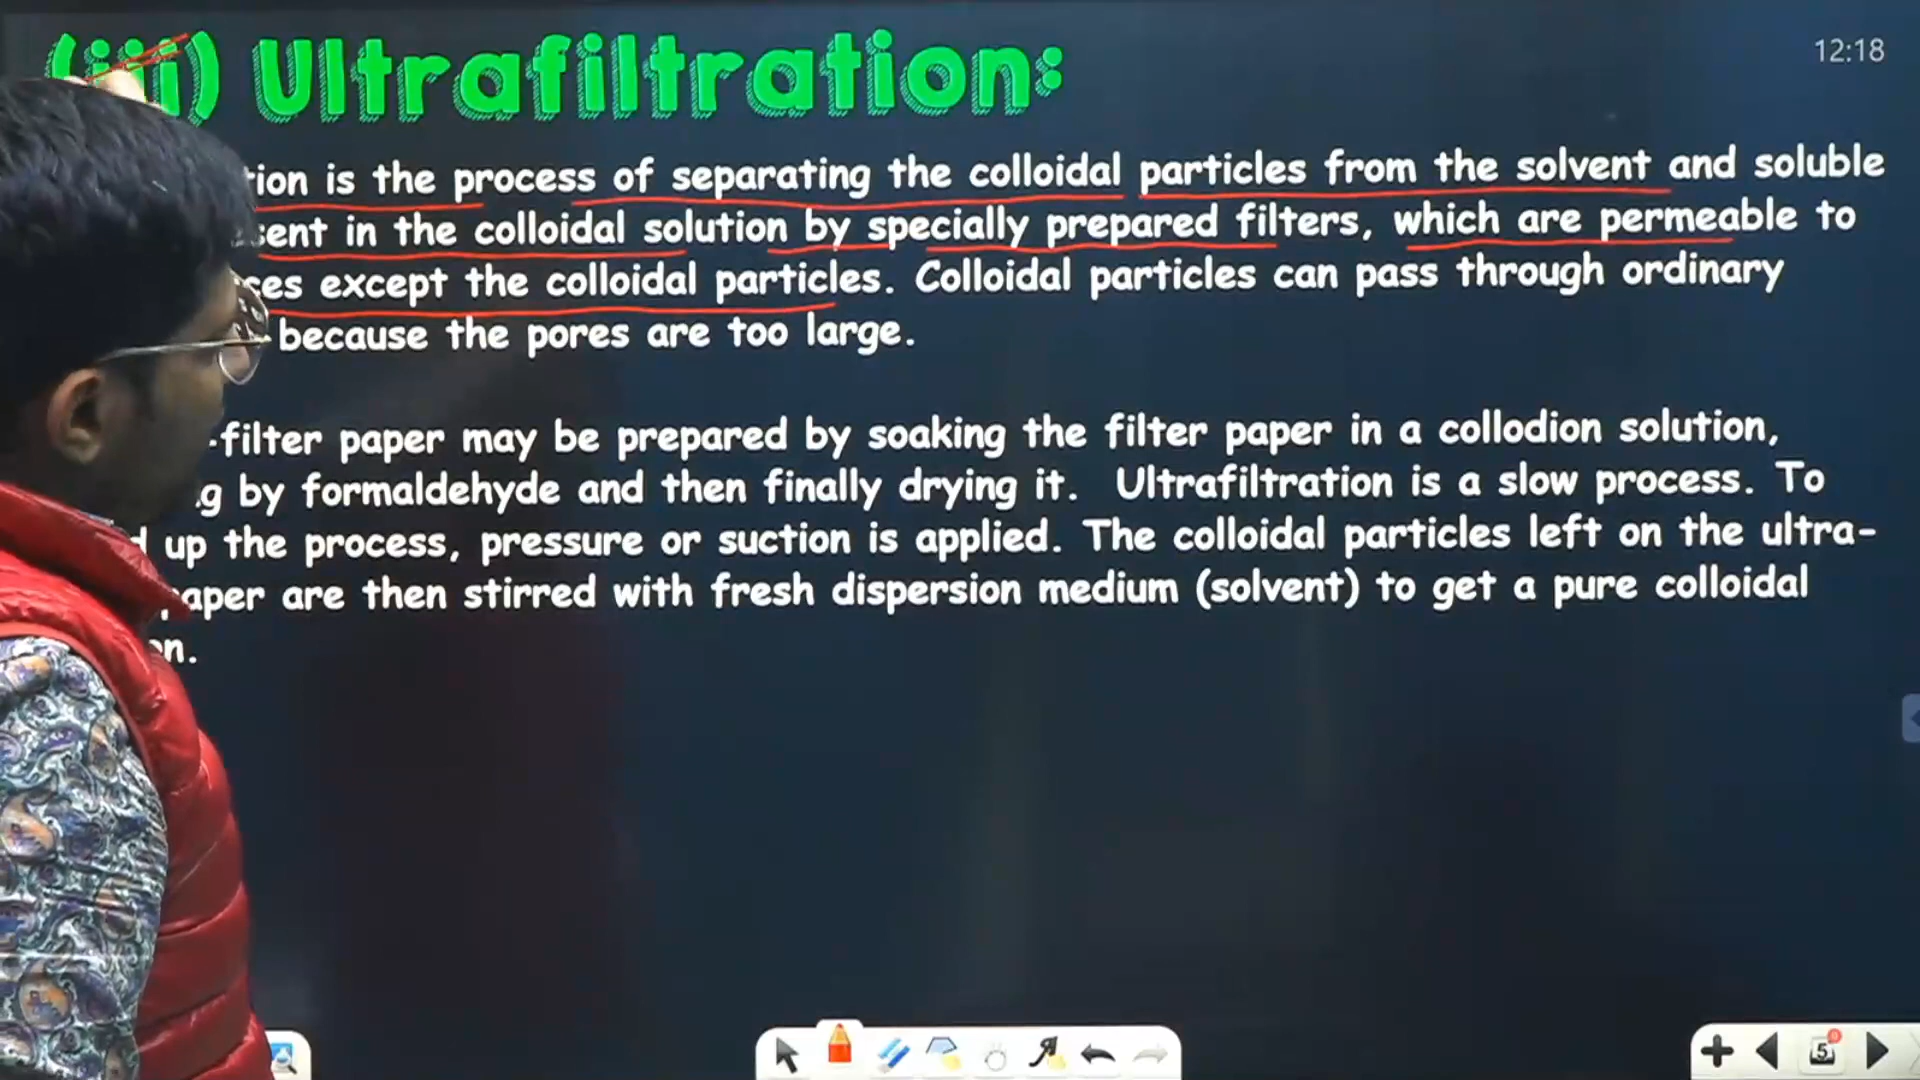 (iii) Ultrafiltration:
12:18
is the process of separating the colloidal particles from the solvent and soluble
in the colloidal solution by specially prepared filters, which are permeable to
except the colloidal particles. Colloidal particles can pass through ordinary
because the pores are too large.
-filter paper may be prepared by soaking the filter paper in a collodion solution,
by formaldehyde and then finally drying it. Ultrafiltration is a slow process. To
up the process, pressure or suction is applied. The colloidal particles left on the ultra-
paper are then stirred with fresh dispersion medium (solvent) to get a pure colloidal
5